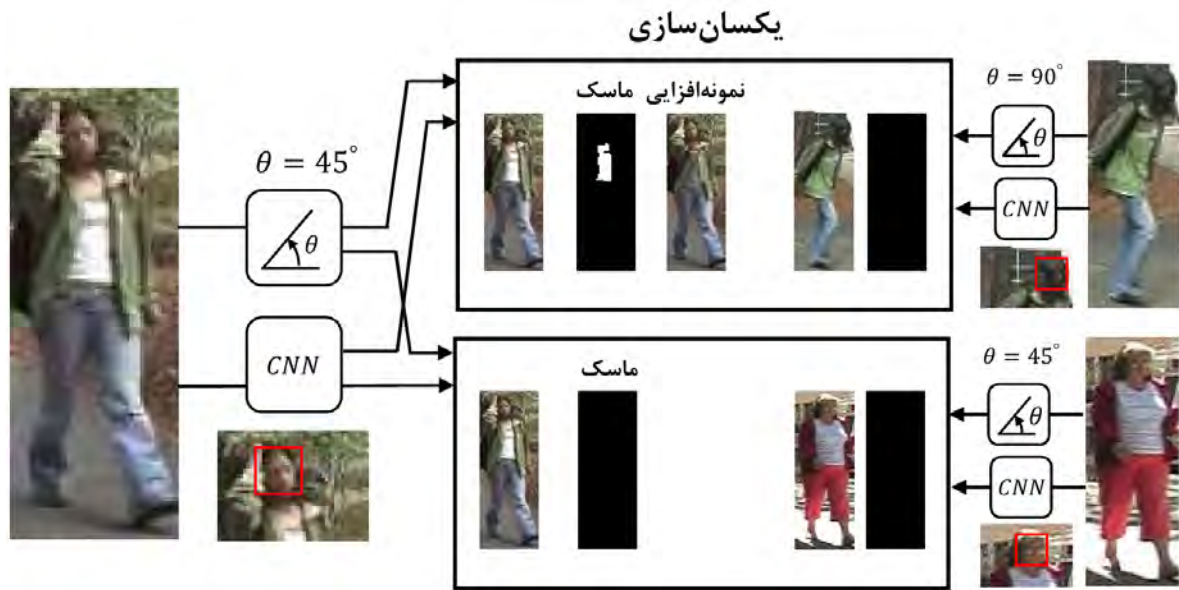 یکسان‌سازی
θ = 45°
θ
CNN
ماسک نمونه‌افزایی
θ = 90°
θ
CNN
ماسک
θ = 45°
θ
CNN